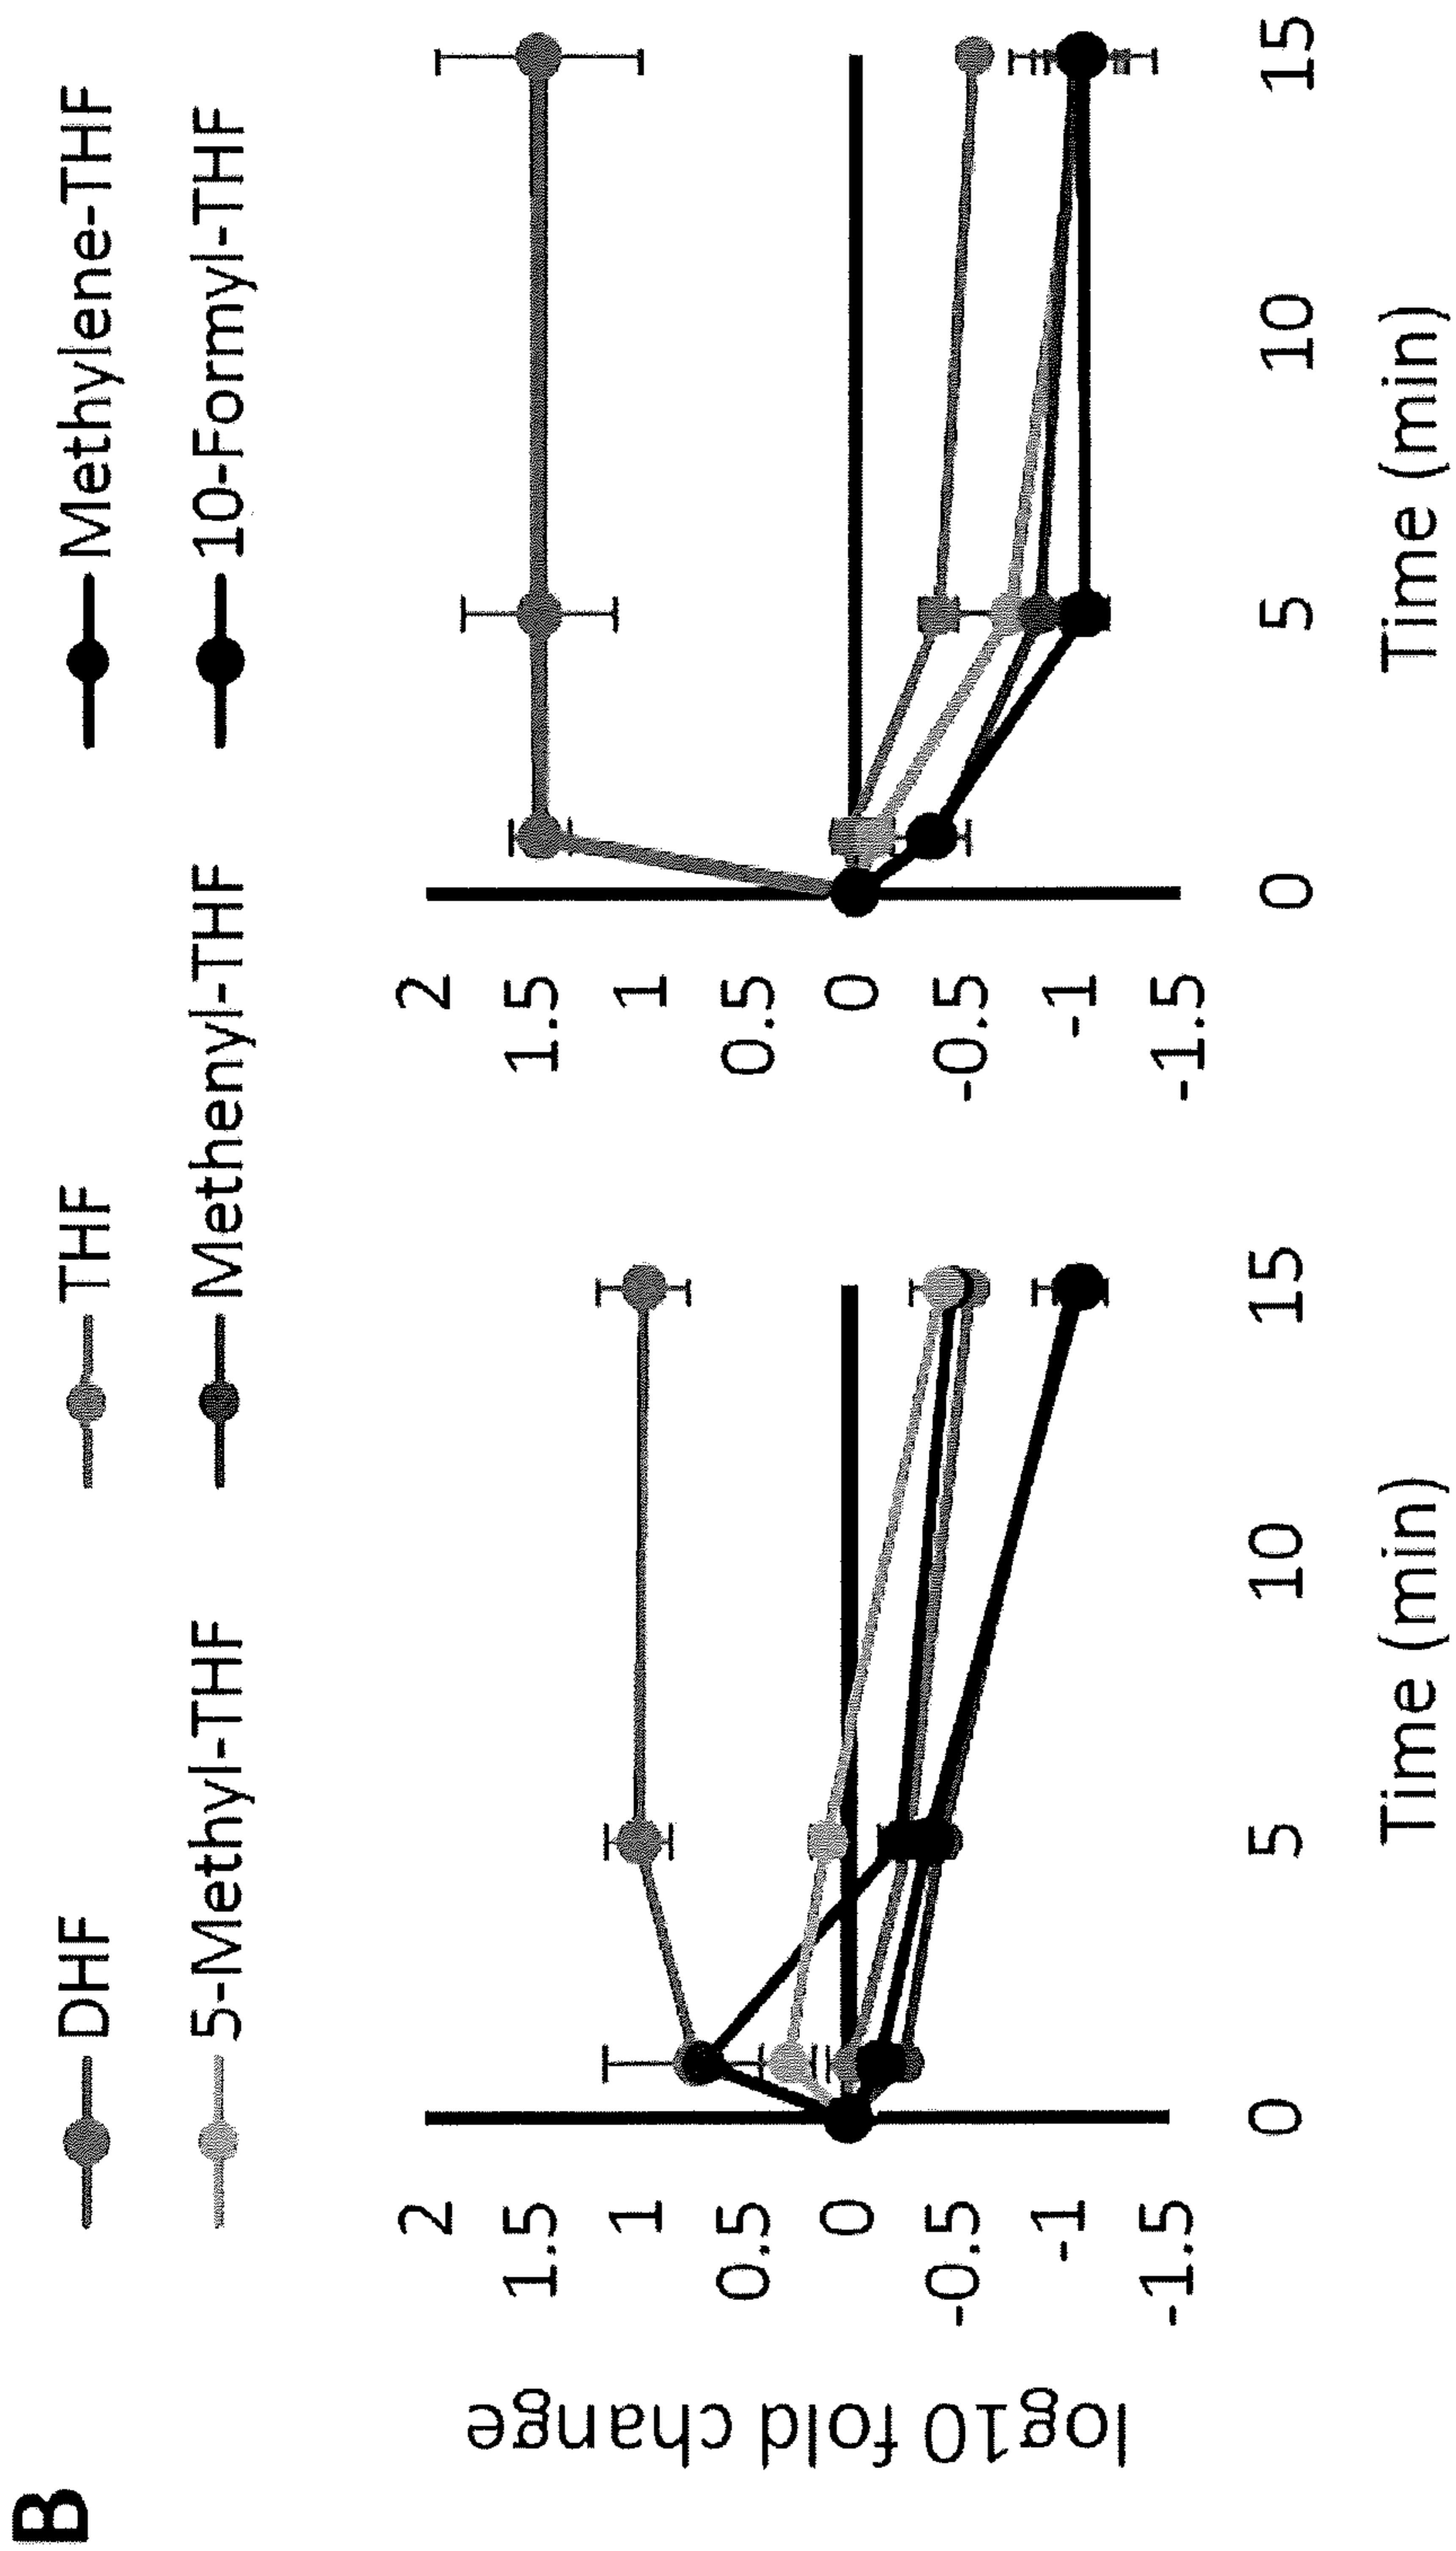 B
DHF THF Methylene-THF
5-Methyl-THF Methenyl-THF 10-Formyl-THF
log10 fold change
2
1.5
1
0.5
0
-0.5
-1
-1.5
0 5 10 15
Time (min)
2
1.5
1
0.5
0
-0.5
-1
-1.5
0 5 10 15
Time (min)